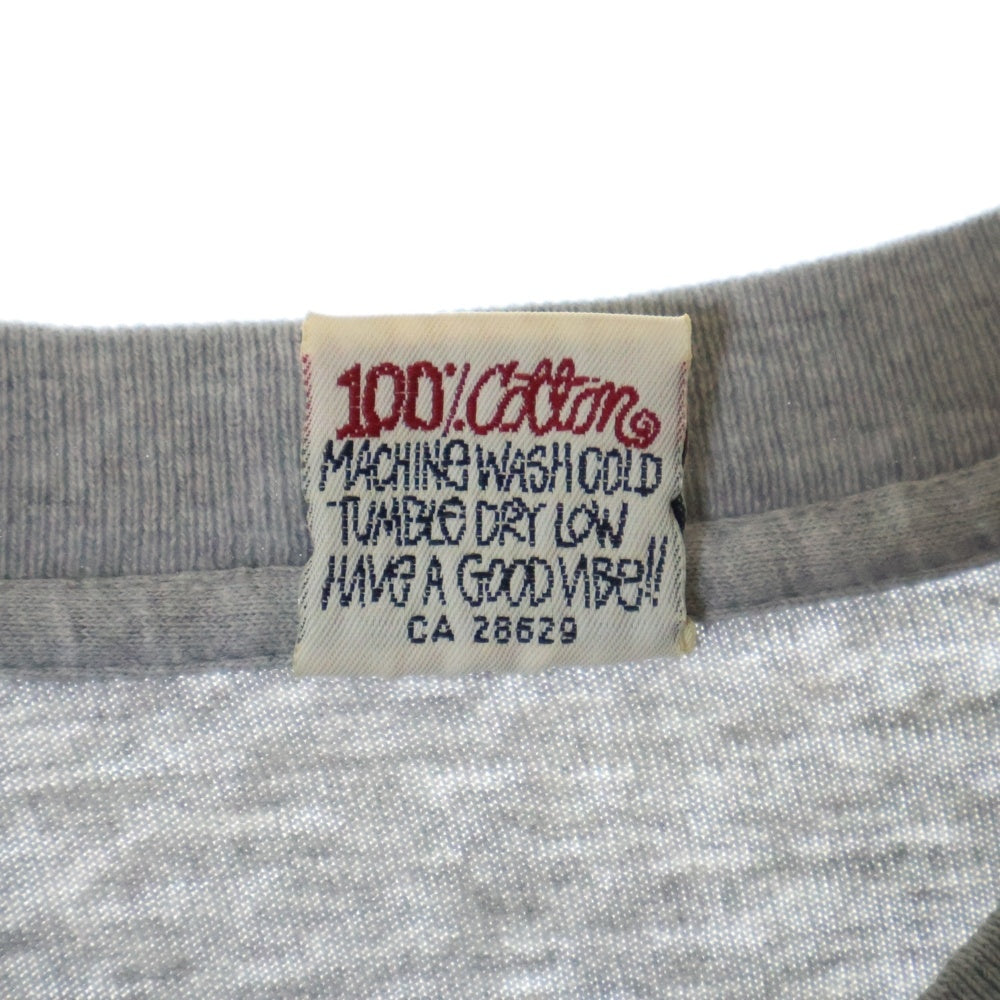 100% Cotton
MACHINE WASH COLD
TUMBLE DRY LOW
HAVE A GOOD VIBE!!
CA 28629